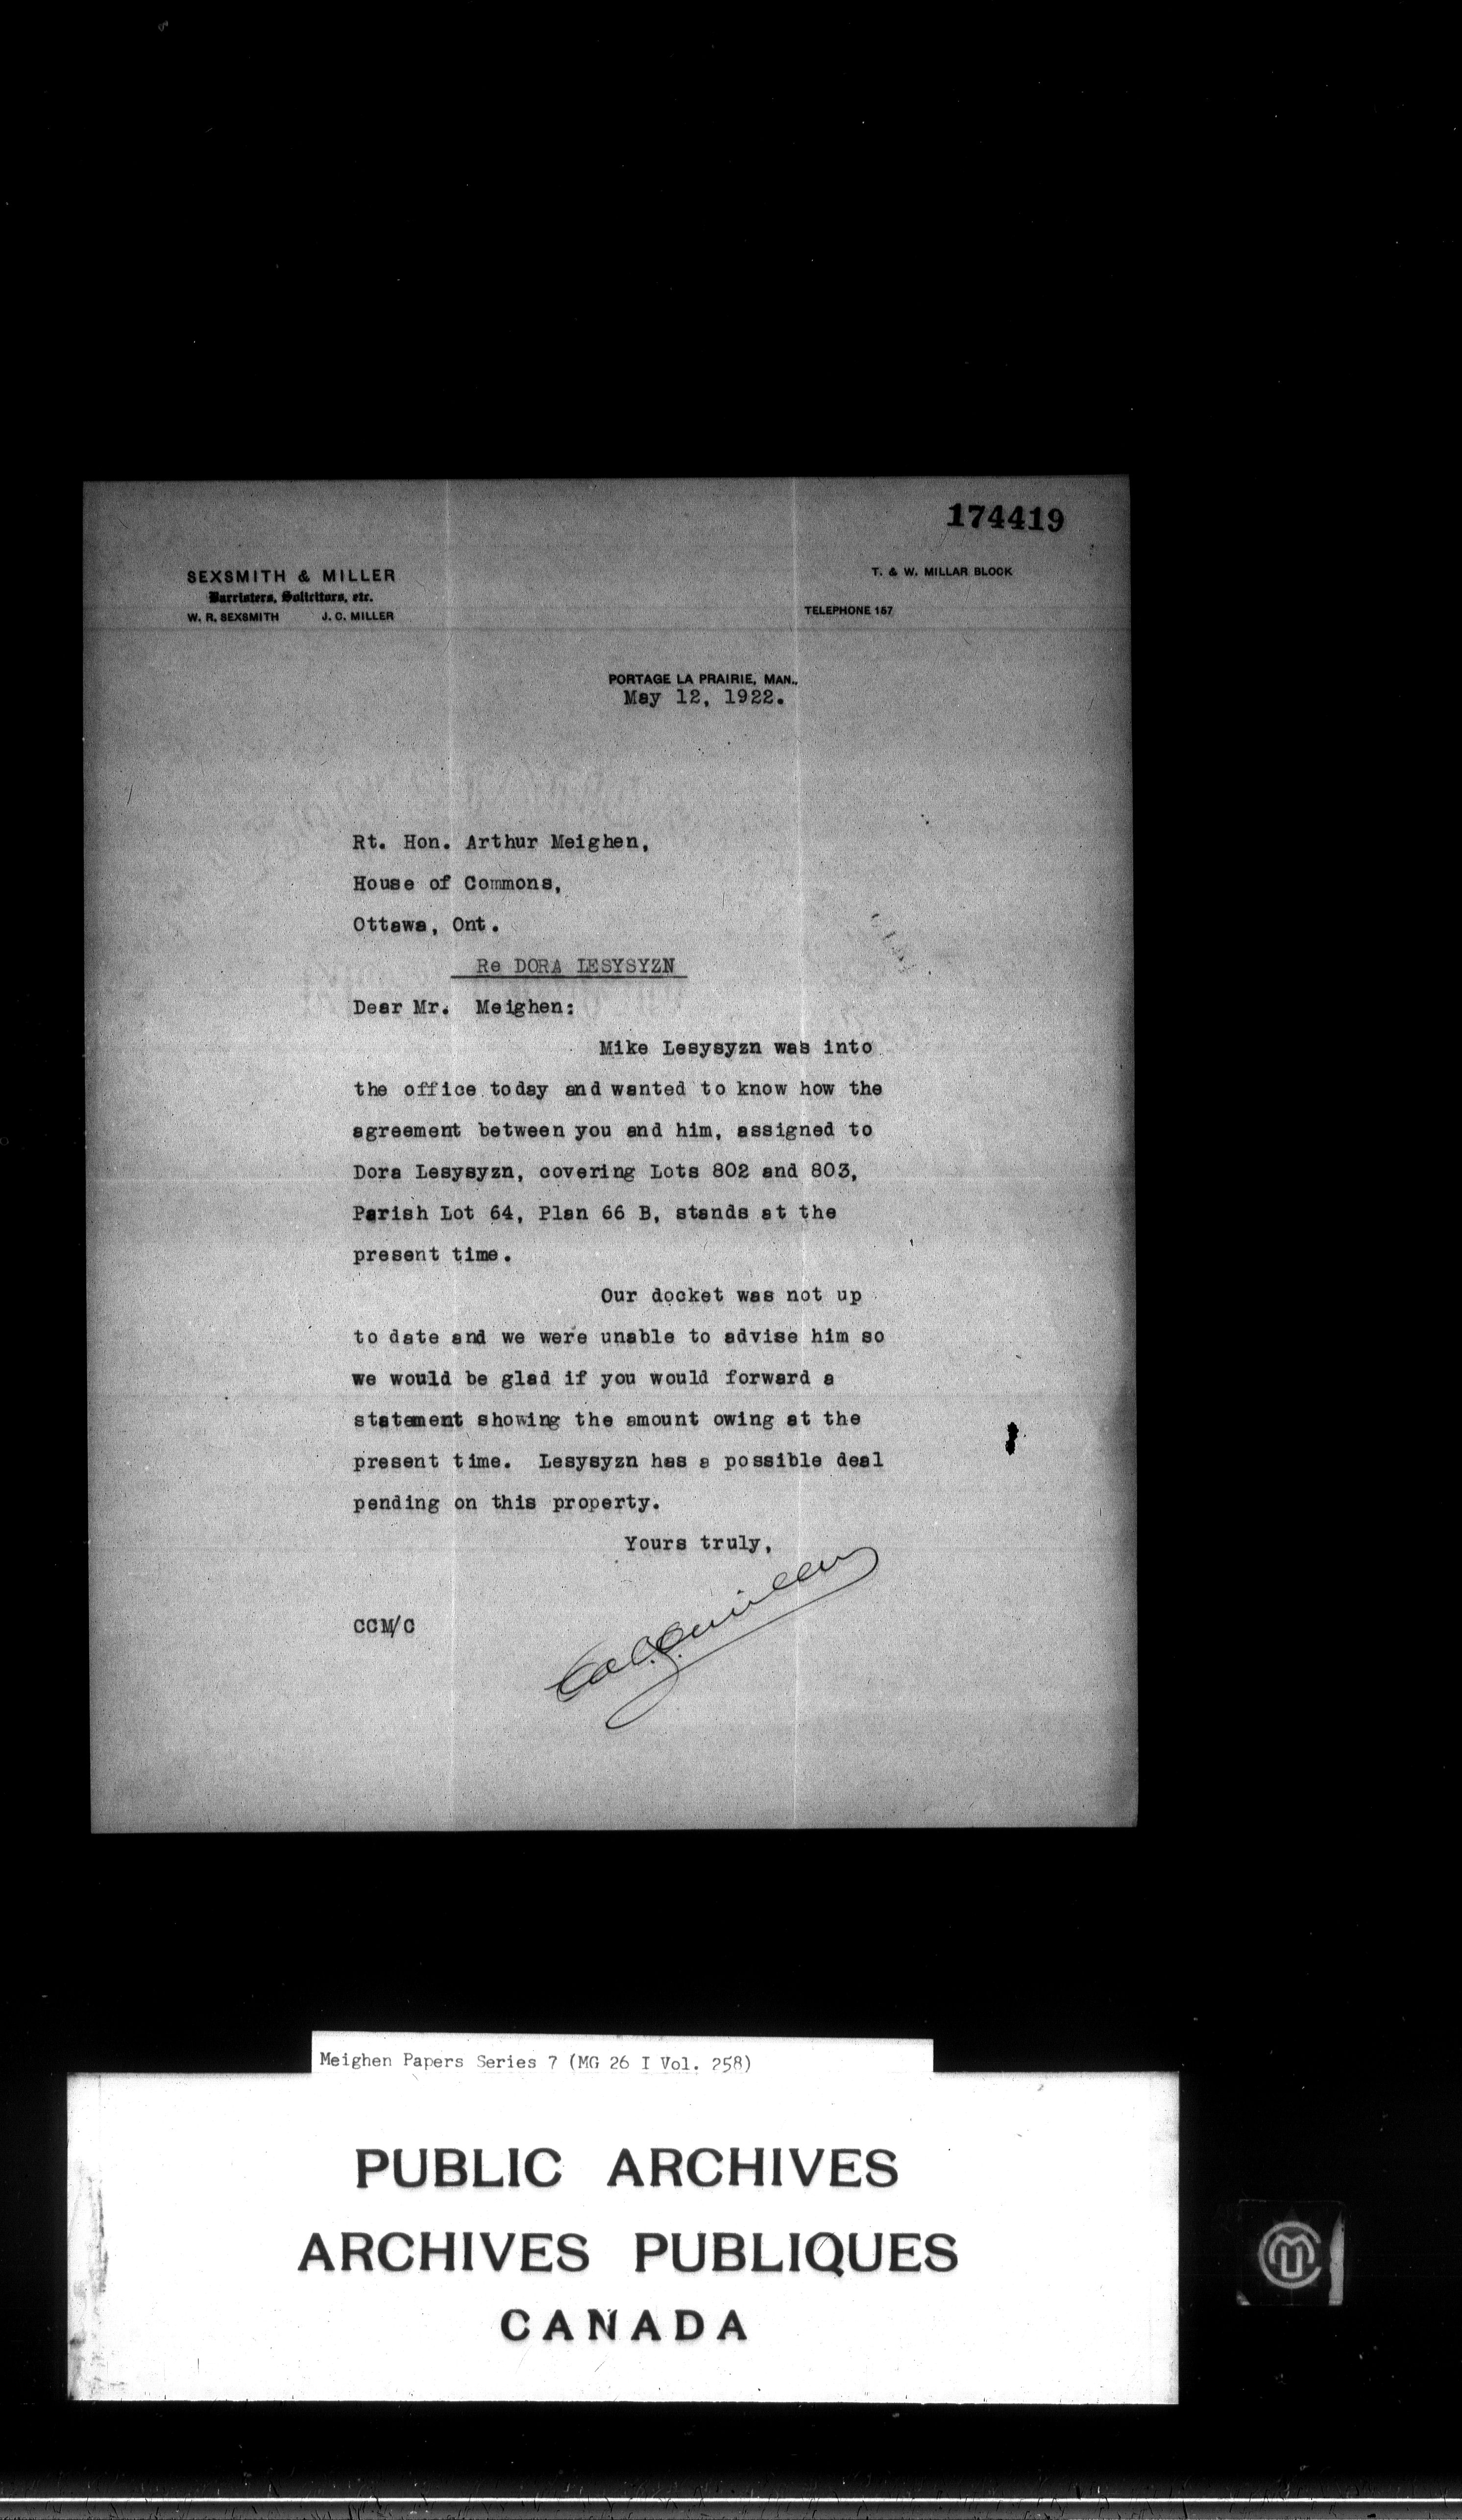 174419
SEXSMITH & MILLER
Barristers, Solicitors, etc.
W. R. SEXSMITH J. C. MILLER
T. & W. MILLAR BLOCK
TELEPHONE 157
PORTAGE LA PRAIRIE, MAN.,
May 12, 1922.
Rt. Hon. Arthur Meighen,
House of Commons,
Ottawa, Ont.
Re DORA LESYSYZN
Dear Mr. Meighen:
Mike Lesysyzn was into
the office today and wanted to know how the
agreement between you and him, assigned to
Dora Lesysyzn, covering Lots 802 and 803,
Parish Lot 64, Plan 66 B, stands at the
present time.
Our docket was not up
to date and we were unable to advise him so
we would be glad if you would forward a
statement showing the amount owing at the
present time. Lesysyzn has a possible deal
pending on this property.
Yours truly,
CCM/C
Meighen Papers Series 7 (MG 26 I Vol. 258)
PUBLIC ARCHIVES
ARCHIVES PUBLIQUES
CANADA